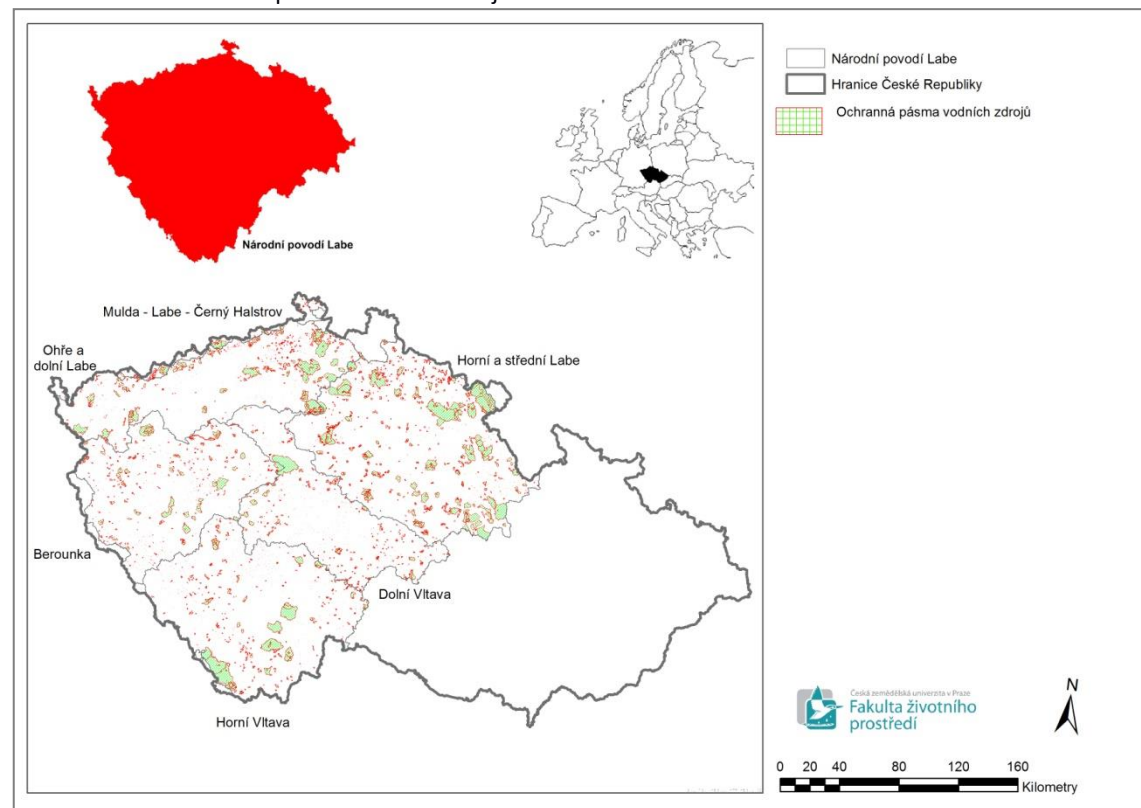 Národní povodí Labe
Hranice České Republiky
Ochranná pásma vodních zdrojů
Národní povodí Labe
Mulda - Labe - Černý Halštrov
Ohře a
dolní Labe
Horní a střední Labe
Berounka
Dolní Vltava
Horní Vltava
Česká zemědělská univerzita v Praze
Fakulta životního
prostředí
N
0 20 40 80 120 160
Kilometry